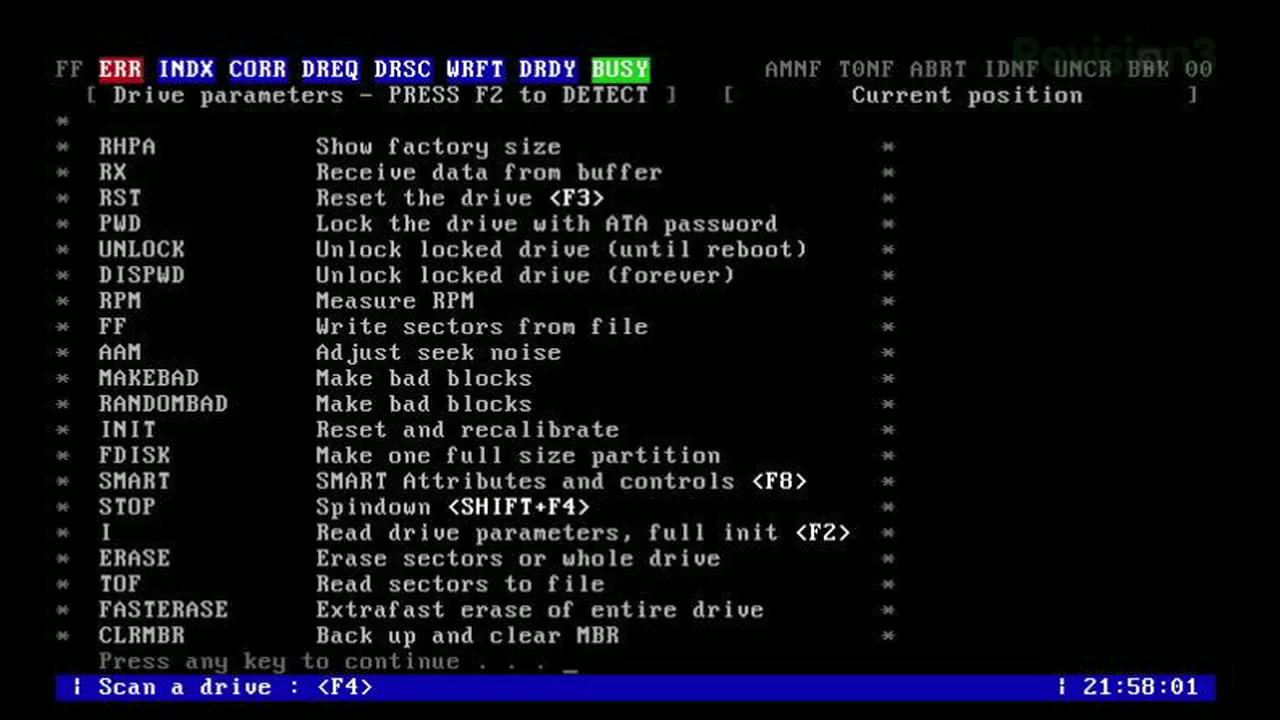 Revision3
FF ERR INDX CORR DREQ DRSC WRFT DRDY BUSY AMNF TONF ABRT IDNF UNCR BBK 00
[ Drive parameters - PRESS F2 to DETECT ] [ Current position ]
*
* RHPA Show factory size *
* RX Receive data from buffer *
* RST Reset the drive <F3> *
* PWD Lock the drive with ATA password *
* UNLOCK Unlock locked drive (until reboot) *
* DISPWD Unlock locked drive (forever) *
* RPM Measure RPM *
* FF Write sectors from file *
* AAM Adjust seek noise *
* MAKEBAD Make bad blocks *
* RANDOMBAD Make bad blocks *
* INIT Reset and recalibrate *
* FDISK Make one full size partition *
* SMART SMART Attributes and controls <F8> *
* STOP Spindown <SHIFT+F4> *
* I Read drive parameters, full init <F2> *
* ERASE Erase sectors or whole drive *
* TOF Read sectors to file *
* FASTERASE Extrafast erase of entire drive *
* CLRMBR Back up and clear MBR *
Press any key to continue . . . _
¦ Scan a drive : <F4> ¦ 21:58:01